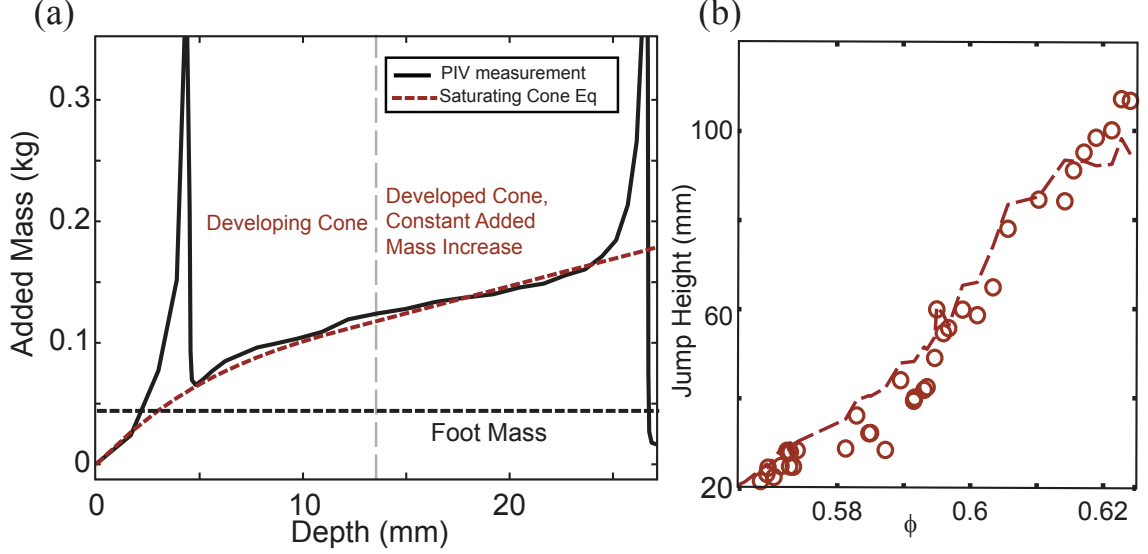 (a)
Added Mass (kg)
0.3
0.2
0.1
0
PIV measurement
Saturating Cone Eq
Developing Cone
Developed Cone,
Constant Added
Mass Increase
Foot Mass
0
10
20
Depth (mm)
(b)
Jump Height (mm)
100
60
20
0.58
0.6
0.62
ϕ